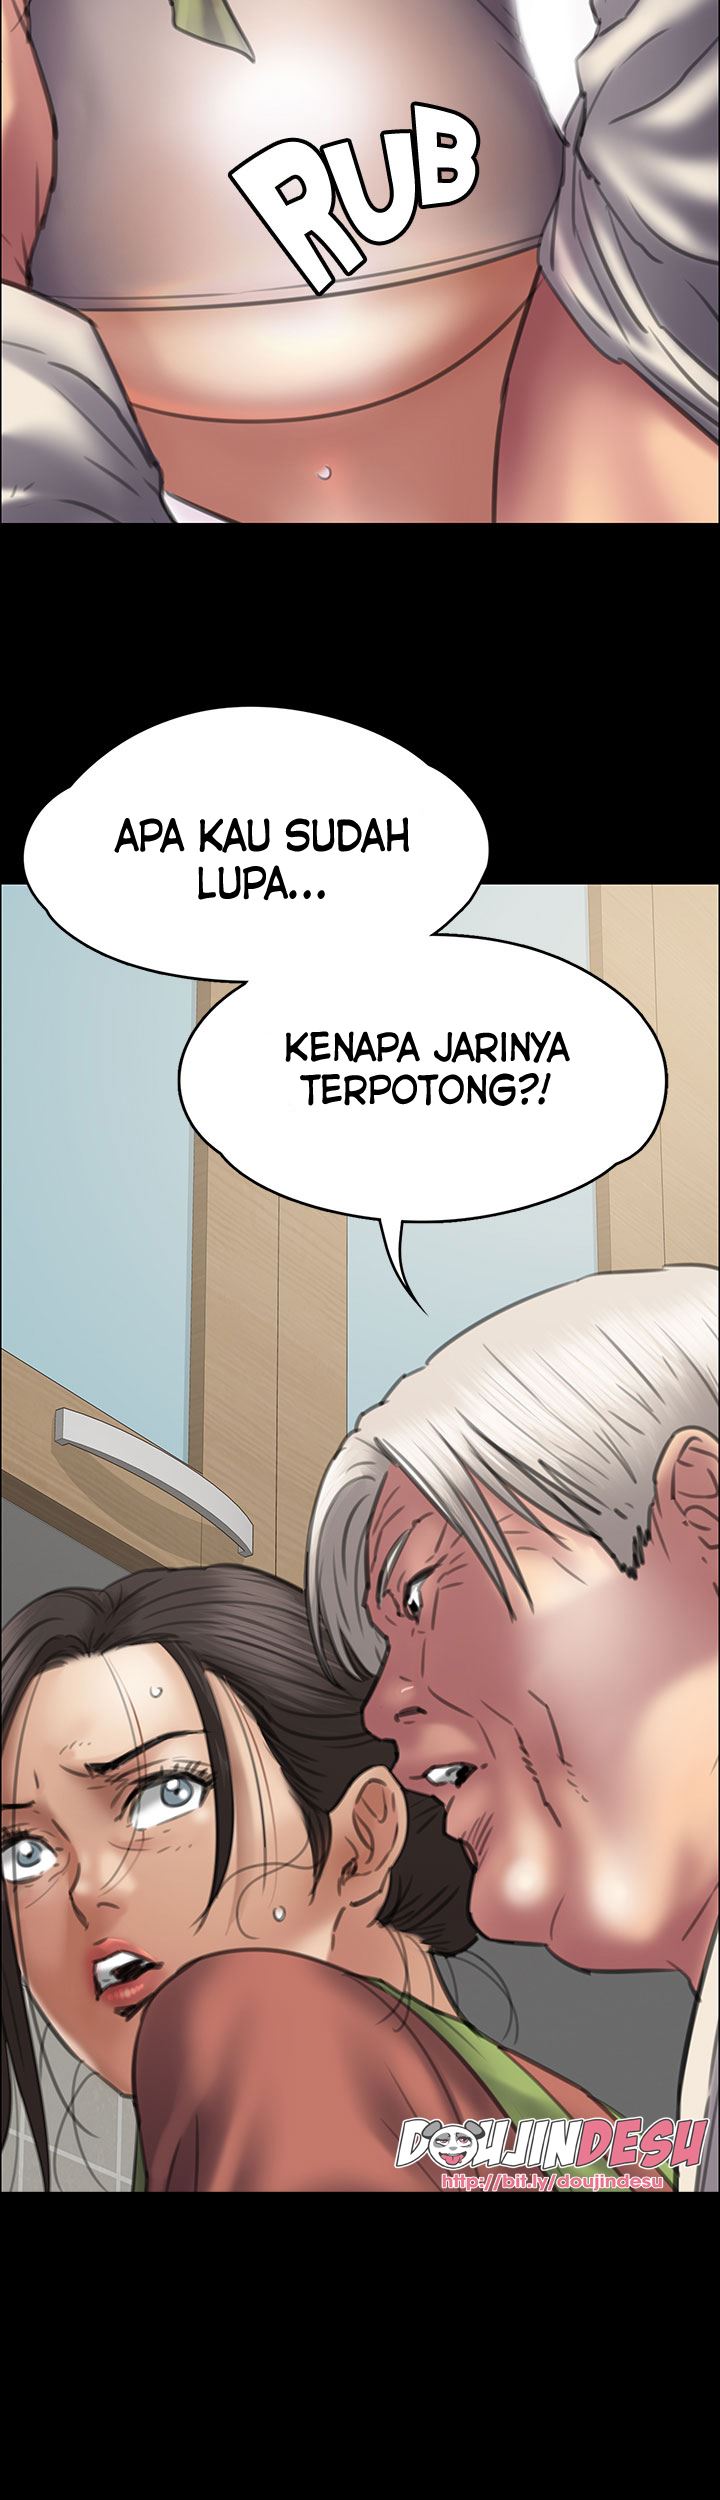 RUB
APA KAU SUDAH
LUPA...
KENAPA JARINYA
TERPOTONG?!
DOUJINDESU
http://bit.ly/doujindesu